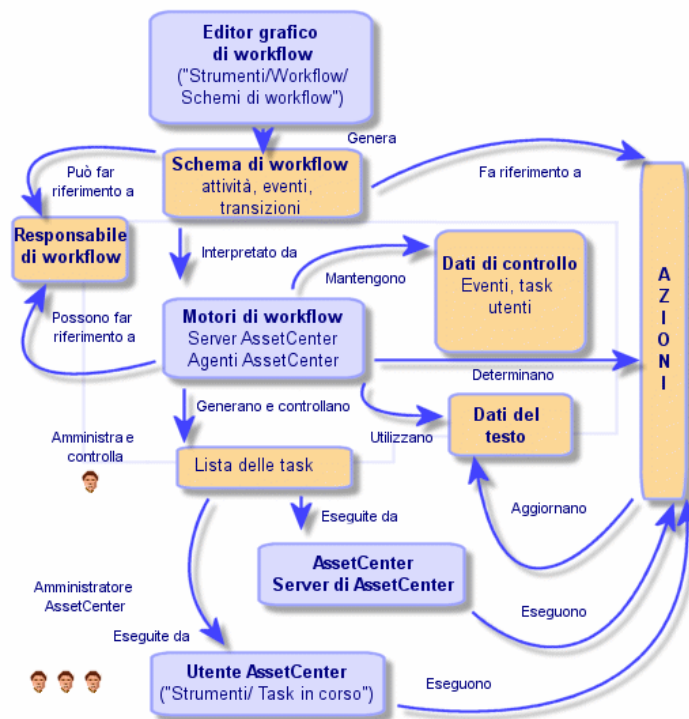 Editor grafico
di workflow
("Strumenti/Workflow/
Schemi di workflow")
Genera
Schema di workflow
attività, eventi,
transizioni
Può far
riferimento a
Fa riferimento a
Responsabile
di workflow
Interpretato da
Mantengono
Dati di controllo
Eventi, task
utenti
A
Z
I
O
N
I
Possono far
riferimento a
Motori di workflow
Server AssetCenter
Agenti AssetCenter
Determinano
Generano e controllano
Utilizzano
Dati del
testo
Amministra e
controlla
Lista delle task
Eseguite da
Aggiornano
AssetCenter
Server di AssetCenter
Amministratore
AssetCenter
Eseguono
Eseguite da
Utente AssetCenter
("Strumenti/ Task in corso")
Eseguono